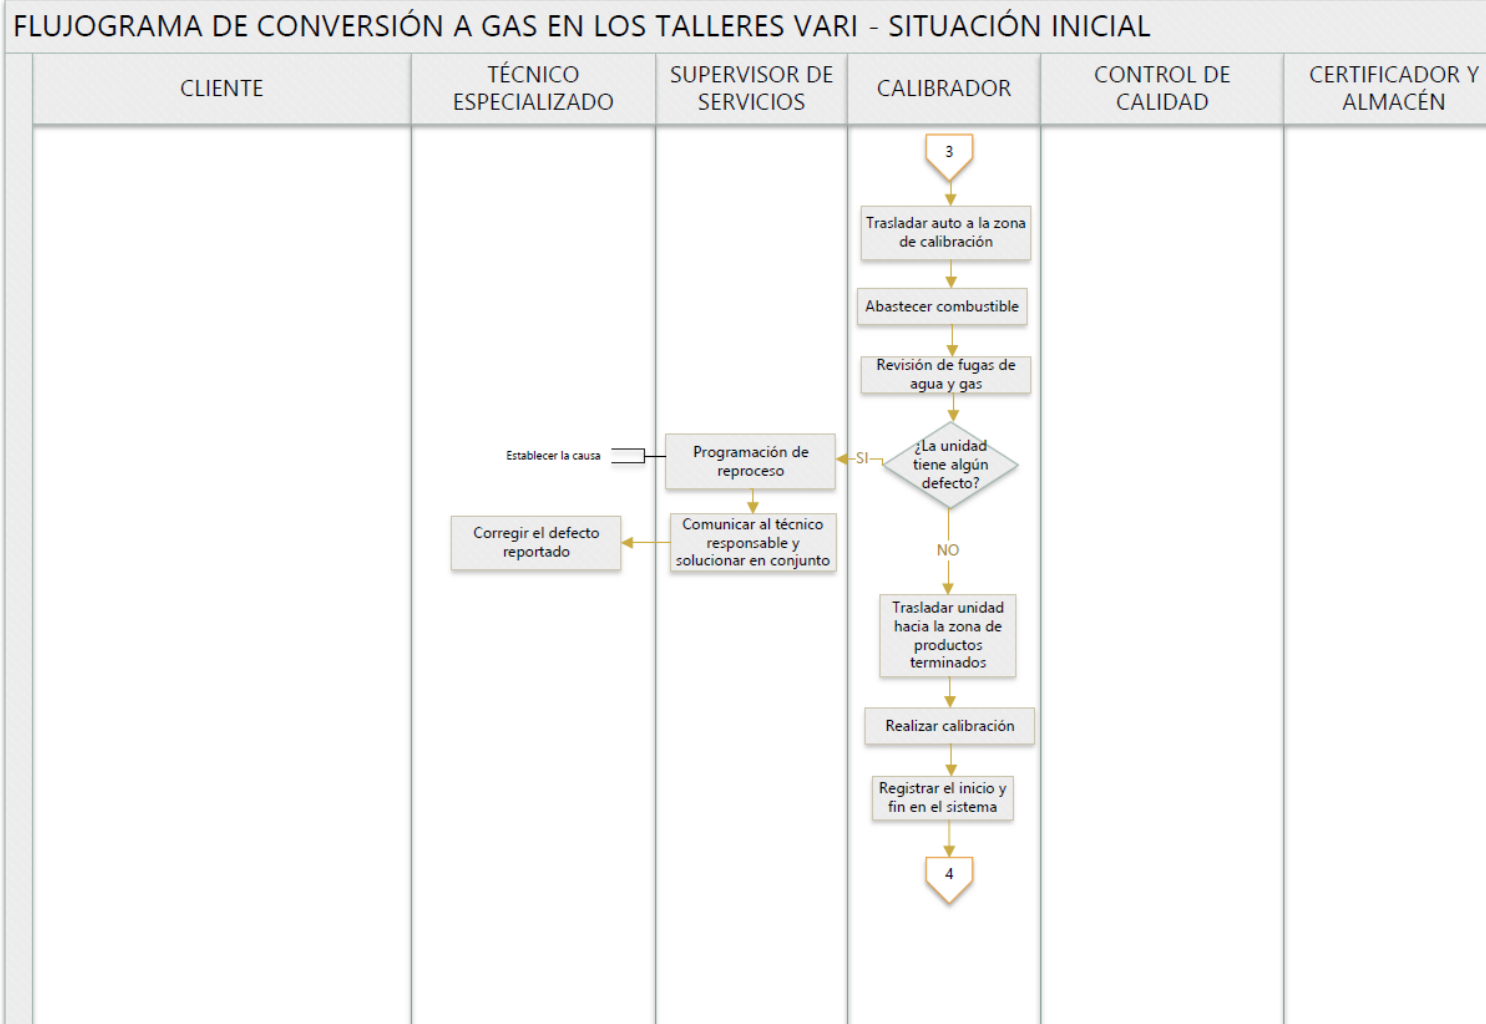 FLUJOGRAMA DE CONVERSIÓN A GAS EN LOS TALLERES VARI - SITUACIÓN INICIAL
CLIENTE
TÉCNICO
ESPECIALIZADO
SUPERVISOR DE
SERVICIOS
CALIBRADOR
CONTROL DE
CALIDAD
CERTIFICADOR Y
ALMACÉN
3
Trasladar auto a la zona
de calibración
Abastecer combustible
Revisión de fugas de
agua y gas
¿La unidad
tiene algún
defecto?
SI
Programación de
reproceso
Establecer la causa
Comunicar al técnico
responsable y
solucionar en conjunto
Corregir el defecto
reportado
NO
Trasladar unidad
hacia la zona de
productos
terminados
Realizar calibración
Registrar el inicio y
fin en el sistema
4